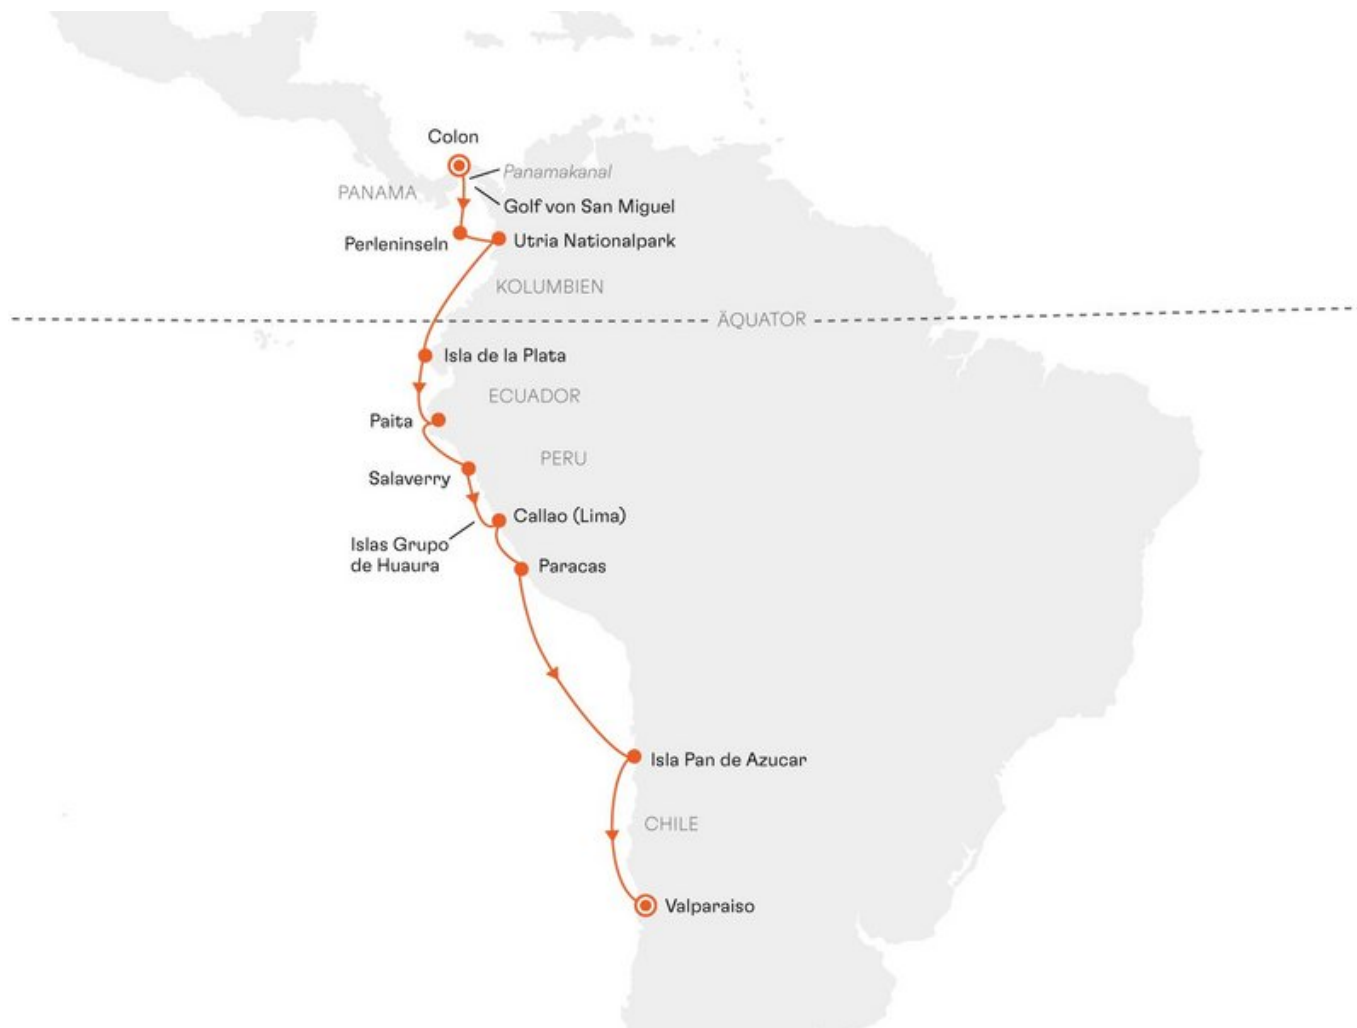 Colon
Panamakanal
PANAMA
Golf von San Miguel
Perleninseln
Utria Nationalpark
KOLUMBIEN
ÄQUATOR
Isla de la Plata
ECUADOR
Paita
PERU
Salaverry
Callao (Lima)
Islas Grupo
de Huaura
Paracas
Isla Pan de Azucar
CHILE
Valparaiso